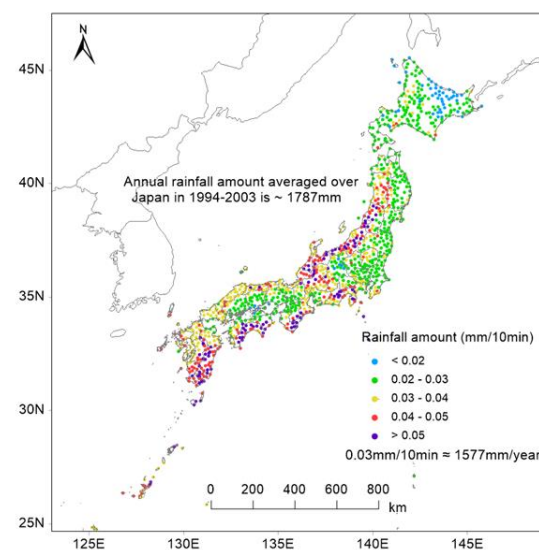 N
45N
40N
35N
30N
25N
Annual rainfall amount averaged over
Japan in 1994-2003 is ~ 1787mm
Rainfall amount (mm/10min)
< 0.02
0.02 - 0.03
0.03 - 0.04
0.04 - 0.05
> 0.05
0.03mm/10min ≈ 1577mm/year
0 200 400 600 800
km
125E 130E 135E 140E 145E